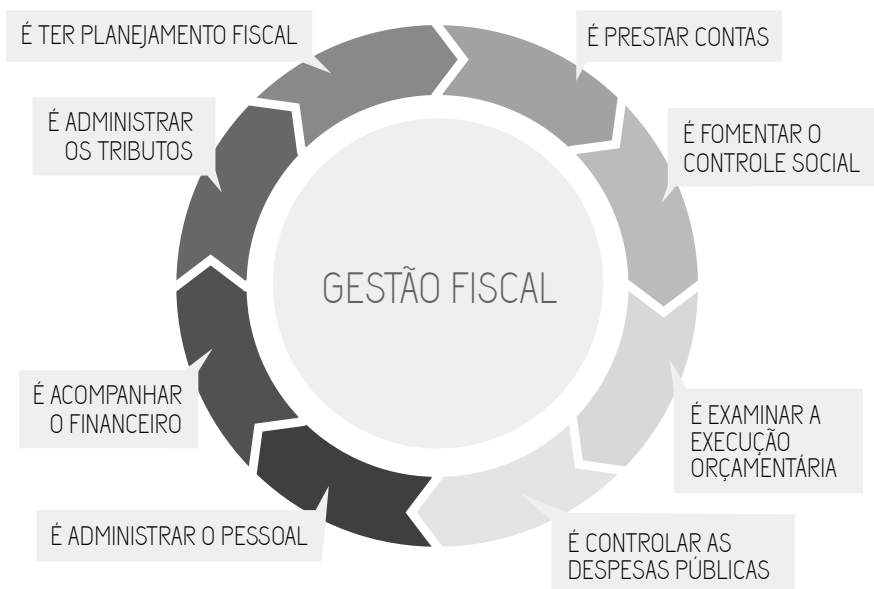 É TER PLANEJAMENTO FISCAL
É PRESTAR CONTAS
É ADMINISTRAR
OS TRIBUTOS
É FOMENTAR O
CONTROLE SOCIAL
GESTÃO FISCAL
É ACOMPANHAR
O FINANCEIRO
É EXAMINAR A
EXECUÇÃO
ORÇAMENTÁRIA
É ADMINISTRAR O PESSOAL
É CONTROLAR AS
DESPESAS PÚBLICAS